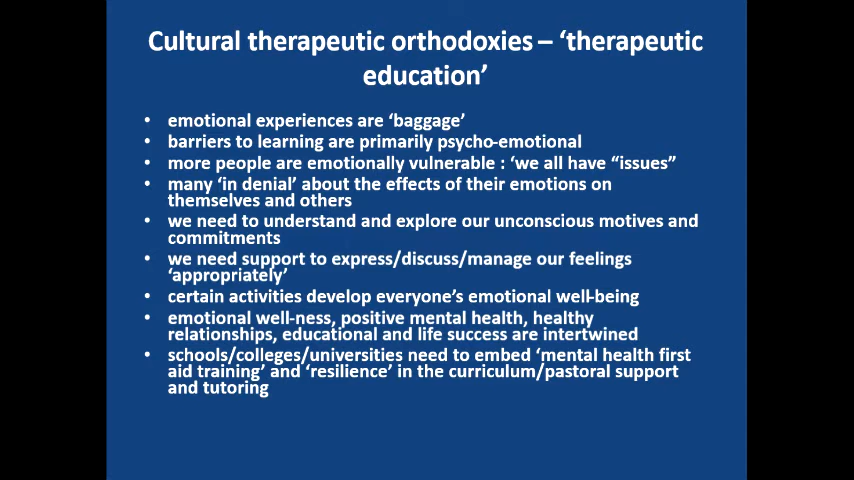 Cultural therapeutic orthodoxies – ‘therapeutic
education’
• emotional experiences are ‘baggage’
• barriers to learning are primarily psycho-emotional
• more people are emotionally vulnerable : ‘we all have “issues”
• many ‘in denial’ about the effects of their emotions on
themselves and others
• we need to understand and explore our unconscious motives and
commitments
• we need support to express/discuss/manage our feelings
‘appropriately’
• certain activities develop everyone’s emotional well-being
• emotional well-ness, positive mental health, healthy
relationships, educational and life success are intertwined
• schools/colleges/universities need to embed ‘mental health first
aid training’ and ‘resilience’ in the curriculum/pastoral support
and tutoring